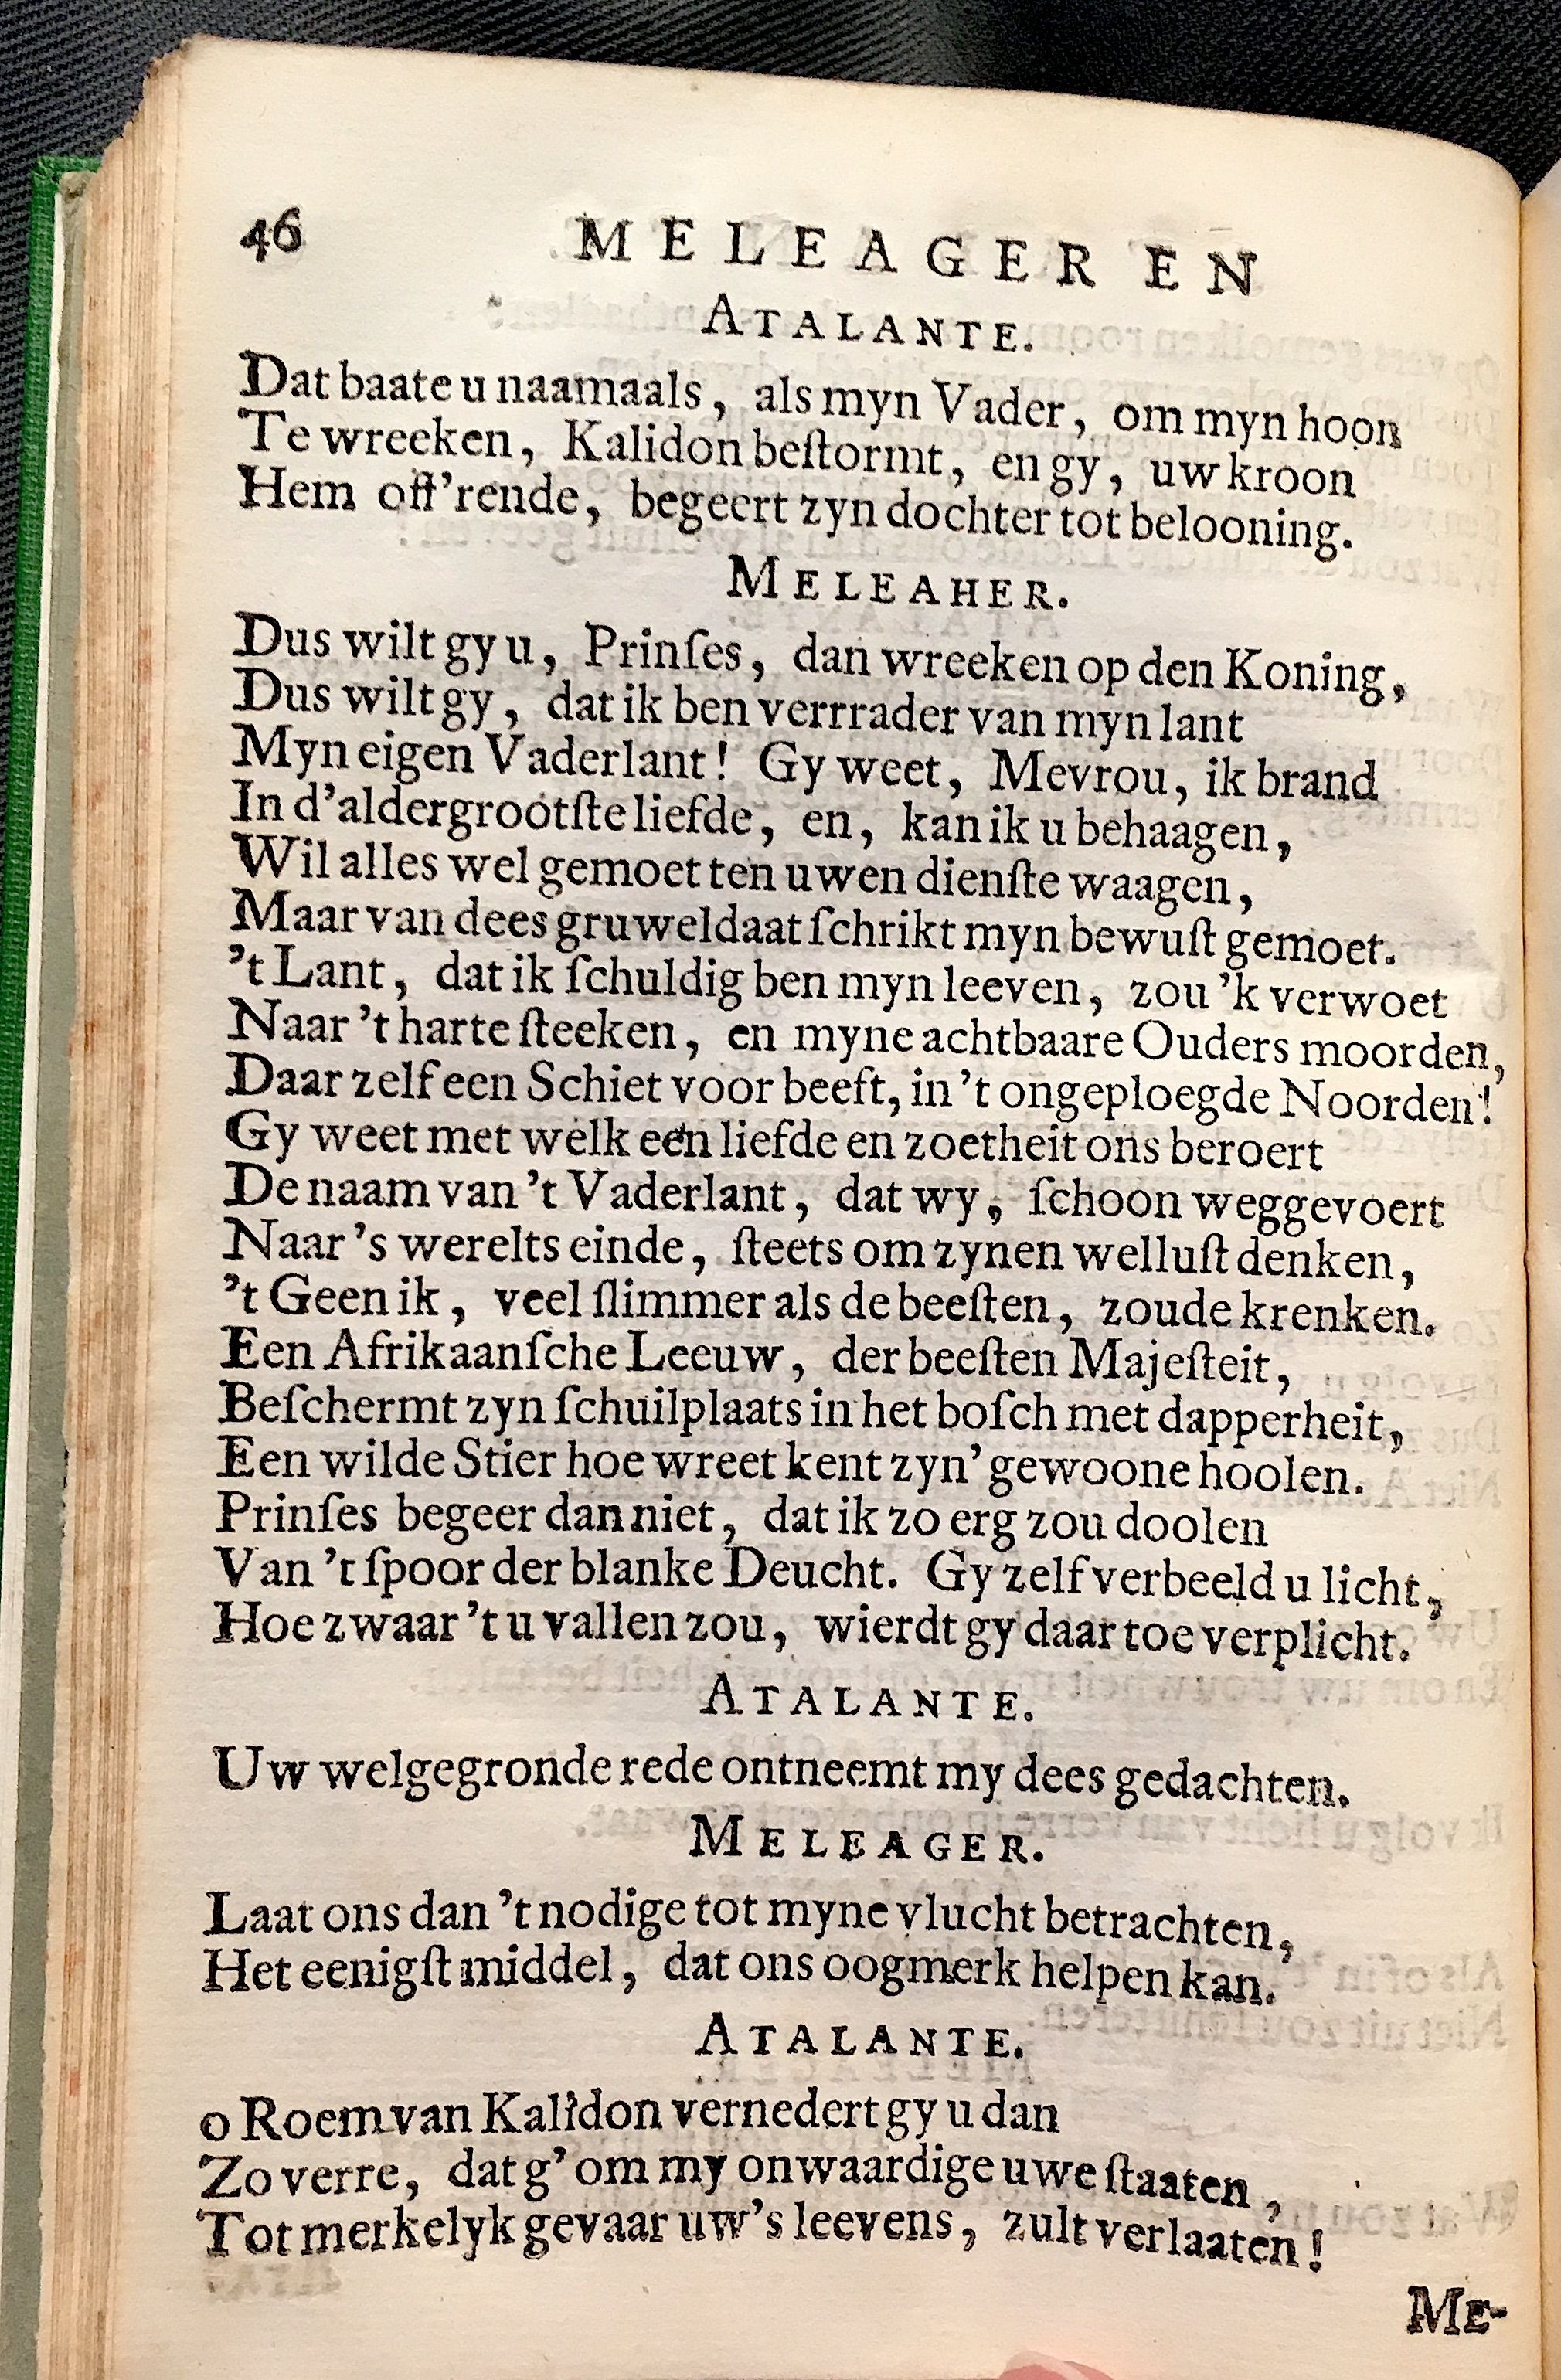 46 MELEAGER EN
ATALANTE.
Dat baate u naamaals, als myn Vader, om myn hoon
Te wreeken, Kalidon beſtormt, en gy, uw kroon
Hem off'rende, begeert zyn dochter tot belooning.
MELEAHER.
Dus wilt gy u, Prinſes, dan wreeken op den Koning,
Dus wilt gy, dat ik ben verrrader van myn lant
Myn eigen Vaderlant! Gy weet, Mevrou, ik brand
In d'aldergrootſte liefde, en, kan ik u behaagen,
Wil alles wel gemoet ten uwen dienſte waagen,
Maar van dees gruweldaat ſchrikt myn bewuſt gemoet.
't Lant, dat ik ſchuldig ben myn leeven, zou 'k verwoet
Naar 't harte ſteeken, en myne achtbaare Ouders moorden,
Daar zelf een Schiet voor beeft, in 't ongeploegde Noorden!
Gy weet met welk een liefde en zoetheit ons beroert
De naam van 't Vaderlant, dat wy, ſchoon weggevoert
Naar 's werelts einde, ſteets om zynen welluſt denken,
't Geen ik, veel ſlimmer als de beeſten, zoude krenken.
Een Afrikaanſche Leeuw, der beeſten Majeſteit,
Beſchermt zyn ſchuilplaats in het boſch met dapperheit,
Een wilde Stier hoe wreet kent zyn' gewoone hoolen.
Prinſes begeer dan niet, dat ik zo erg zou doolen
Van 't ſpoor der blanke Deucht. Gy zelf verbeeld u licht,
Hoe zwaar 't u vallen zou, wierdt gy daar toe verplicht.
ATALANTE.
Uw welgegronde rede ontneemt my dees gedachten.
MELEAGER.
Laat ons dan 't nodige tot myne vlucht betrachten,
Het eenigſt middel, dat ons oogmerk helpen kan.
ATALANTE.
o Roem van Kalidon vernedert gy u dan
Zo verre, dat g' om my onwaardige uwe ſtaaten,
Tot merkelyk gevaar uw's leevens, zult verlaaten!
ME-